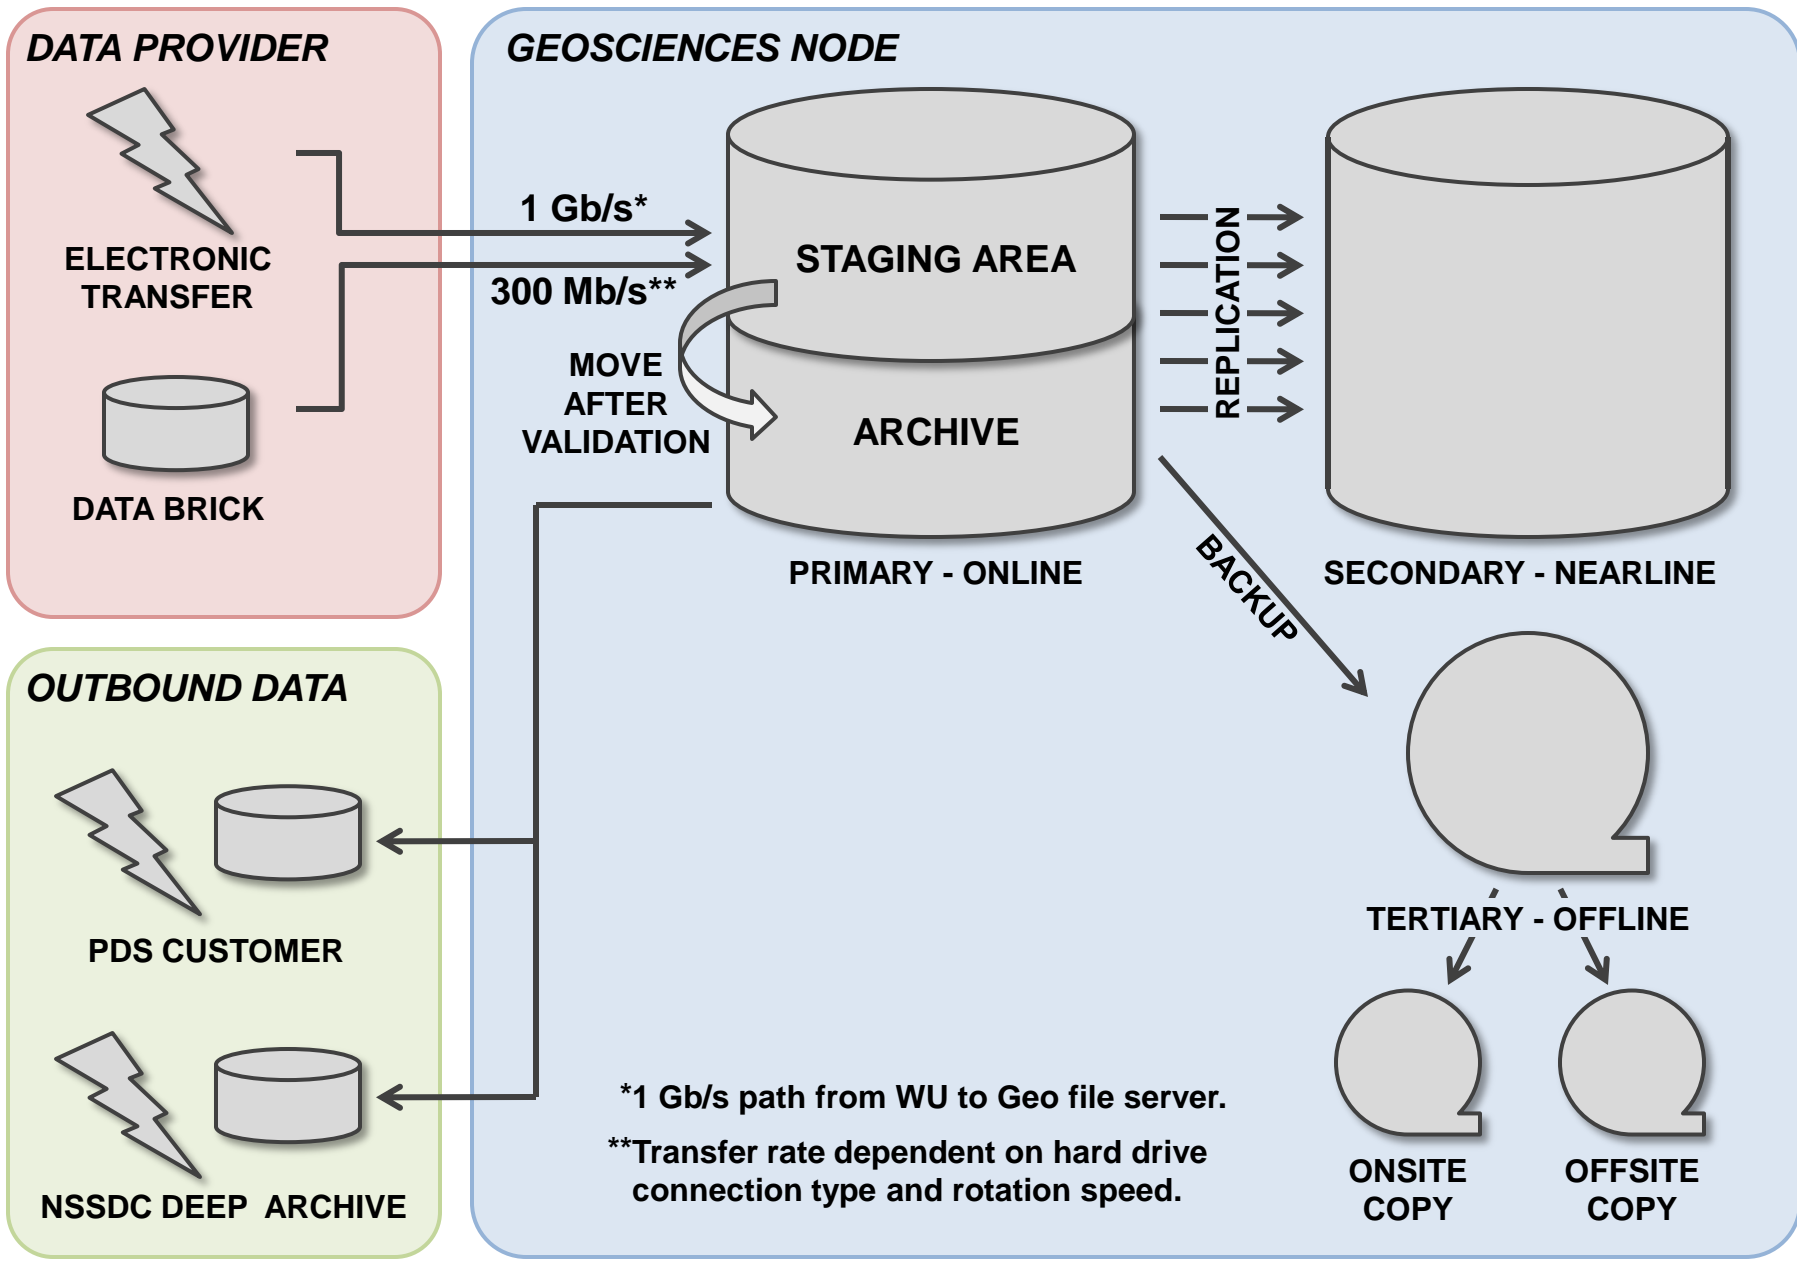 DATA PROVIDER
ELECTRONIC
TRANSFER
DATA BRICK
OUTBOUND DATA
PDS CUSTOMER
NSSDC DEEP  ARCHIVE
GEOSCIENCES NODE
1 Gb/s*
300 Mb/s**
MOVE
AFTER
VALIDATION
STAGING AREA
ARCHIVE
PRIMARY - ONLINE
REPLICATION
SECONDARY - NEARLINE
BACKUP
TERTIARY - OFFLINE
ONSITE
COPY
OFFSITE
COPY
*1 Gb/s path from WU to Geo file server.
**Transfer rate dependent on hard drive
connection type and rotation speed.